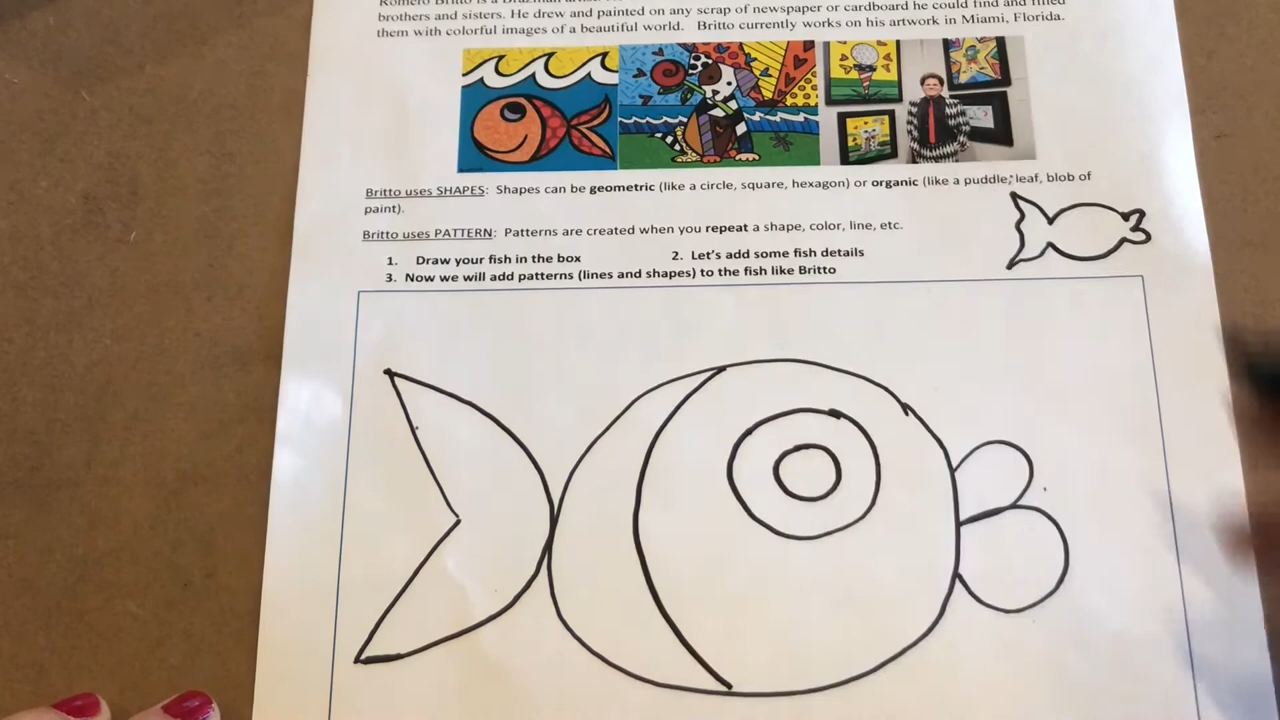 Romero Britto is a Brazilian
brothers and sisters. He drew and painted on any scrap of newspaper or cardboard he could find and filled
them with colorful images of a beautiful world. Britto currently works on his artwork in Miami, Florida.
Britto uses SHAPES: Shapes can be geometric (like a circle, square, hexagon) or organic (like a puddle, leaf, blob of
paint).
Britto uses PATTERN: Patterns are created when you repeat a shape, color, line, etc.
1. Draw your fish in the box 2. Let's add some fish details
3. Now we will add patterns (lines and shapes) to the fish like Britto